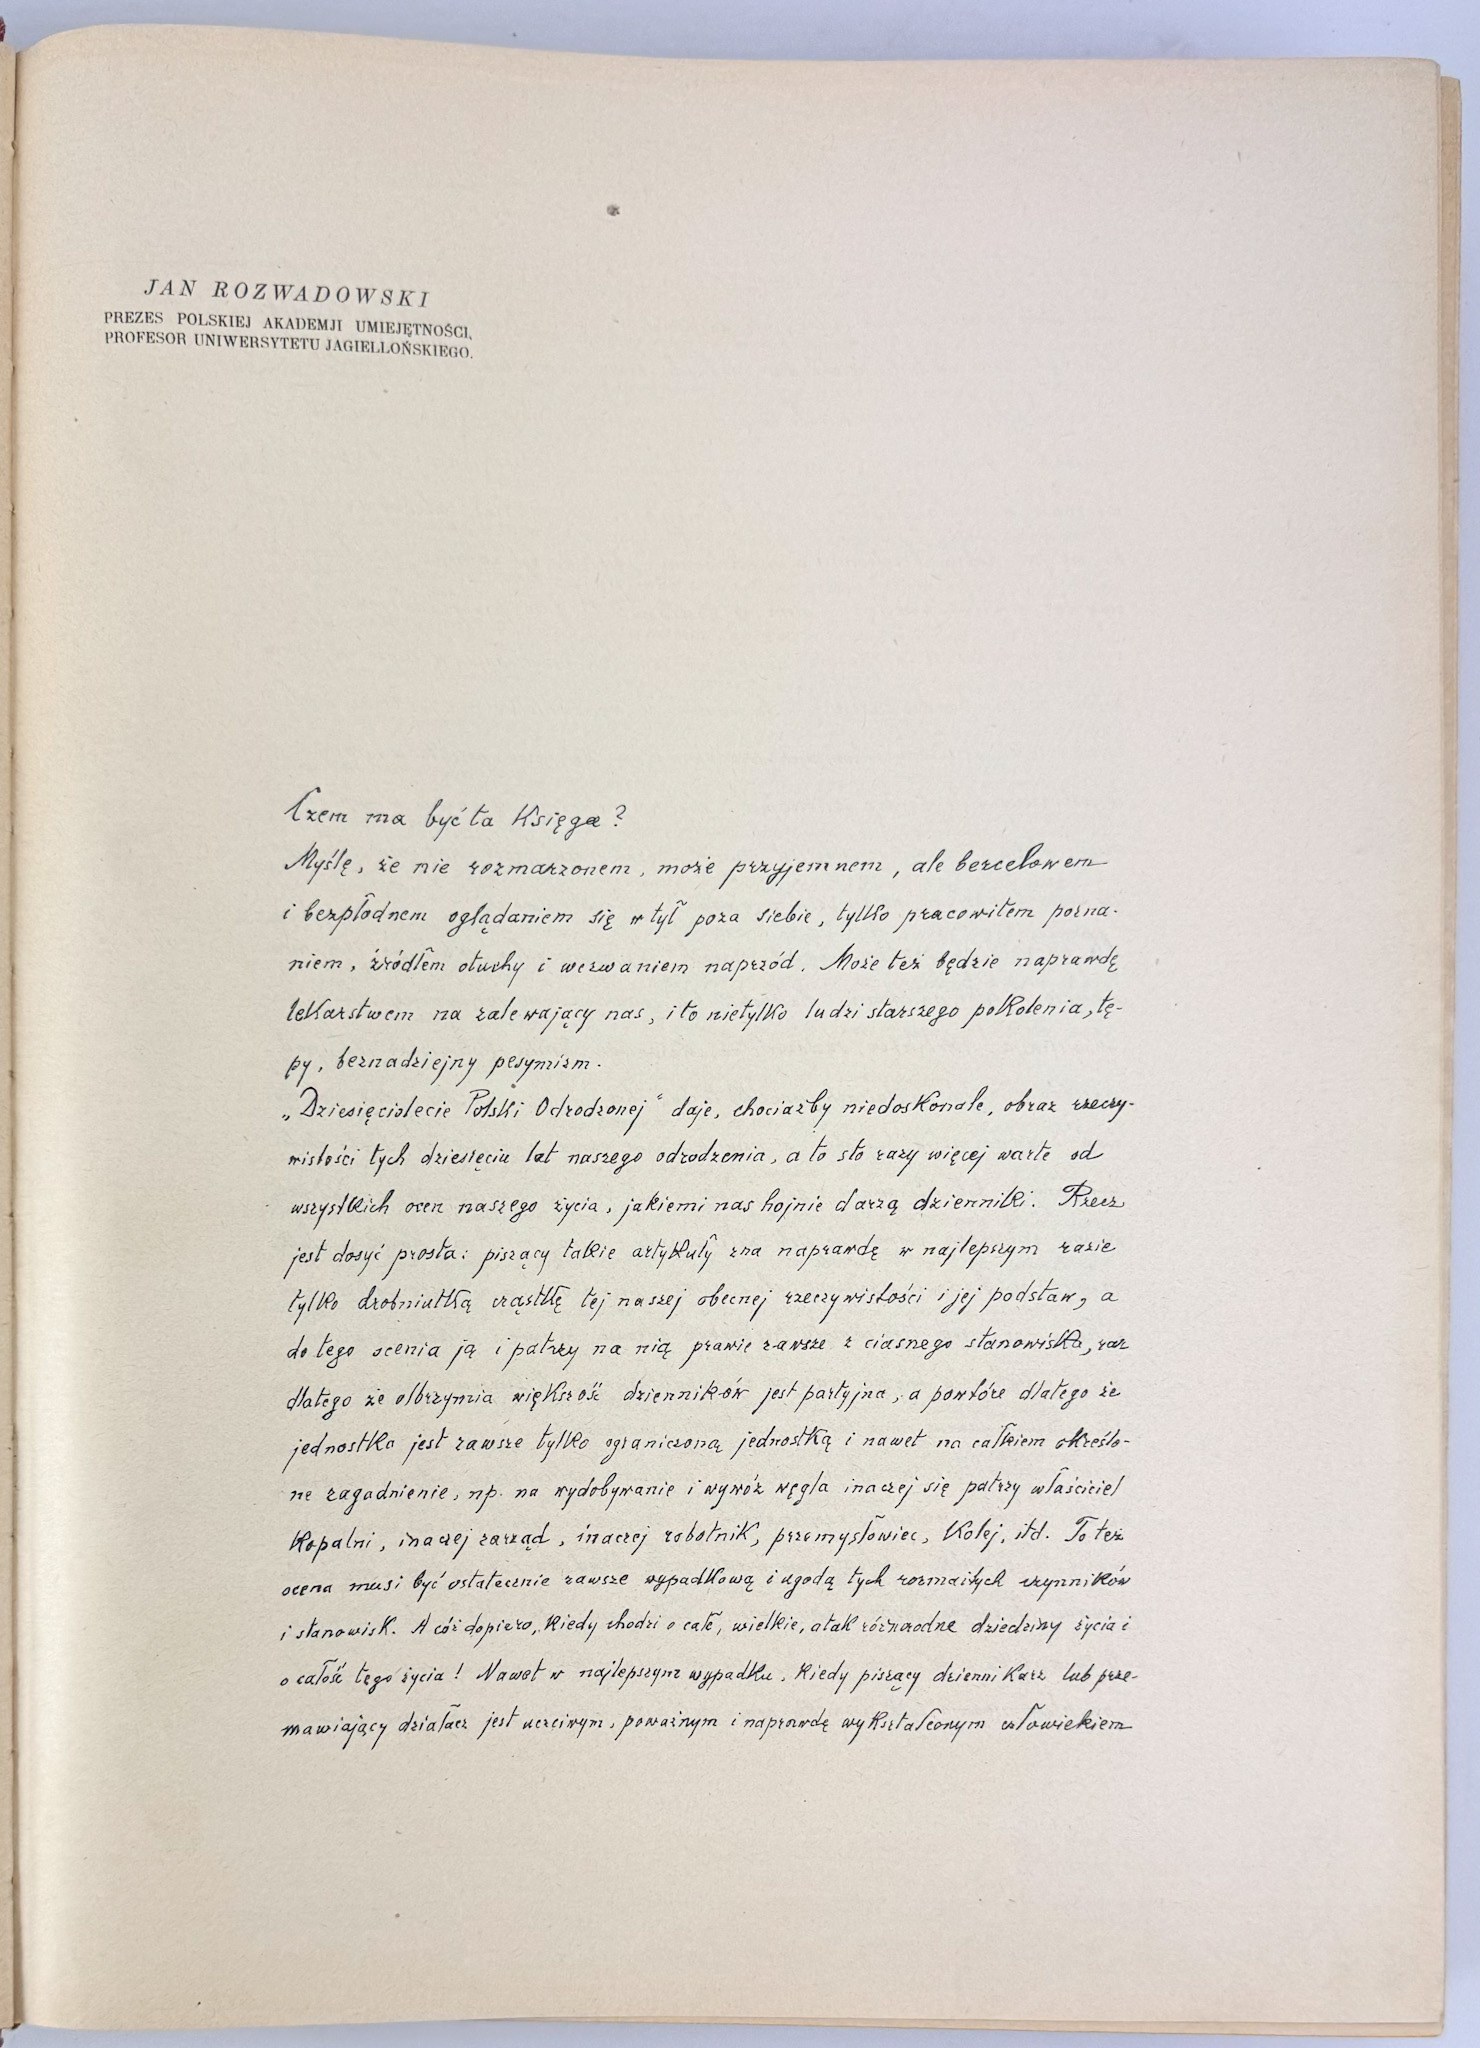 JAN ROZWADOWSKI
PREZES POLSKIEJ AKADEMJI UMIEJĘTNOŚCI,
PROFESOR UNIWERSYTETU JAGIELLOŃSKIEGO.
Czem ma być ta Księga?
Myślę, że nie rozmarzonem, może przyjemnem, ale bezcelowem
i bezpłodnem oglądaniem się w tył poza siebie, tylko pracowitem pozna-
niem, źródłem otuchy i wezwaniem naprzód. Może też będzie naprawdę
lekarstwem na zalewający nas, i to nietylko ludzi starszego pokolenia, tę-
py, beznadziejny pesymizm.
„Dziesięciolecie Polski Odrodzonej" daje, chociażby niedoskonale, obraz rzeczy-
wistości tych dziesięciu lat naszego odrodzenia, a to sto razy więcej warte od
wszystkich ocen naszego życia, jakiemi nas hojnie darzą dzienniki. Rzecz
jest dosyć prosta: piszący takie artykuły zna naprawdę w najlepszym razie
tylko drobniutką cząstkę tej naszej obecnej rzeczywistości i jej podstaw, a
do tego ocenia ją i patrzy na nią prawie zawsze z ciasnego stanowiska, raz
dlatego że olbrzymia większość dzienników jest partyjna, a powtóre dlatego że
jednostka jest zawsze tylko ograniczoną jednostką i nawet na całkiem określo-
ne zagadnienie, np. na wydobywanie i wywóz węgla inaczej się patrzy właściciel
kopalni, inaczej zarząd, inaczej robotnik, przemysłowiec, kolej, itd. To też
ocena musi być ostatecznie zawsze wypadkową i ugodą tych rozmaitych czynników
i stanowisk. A cóż dopiero, kiedy chodzi o całe, wielkie, a tak różnorodne dziedziny życia i
o całość tego życia! Nawet w najlepszym wypadku, kiedy piszący dziennikarz lub prze-
mawiający działacz jest uczciwym, poważnym i naprawdę wykształconym człowiekiem